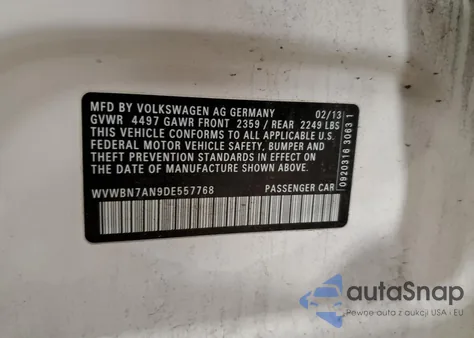 MFD BY VOLKSWAGEN AG GERMANY 02/13
GVWR 4497 GAWR FRONT 2359 / REAR 2249 LBS
THIS VEHICLE CONFORMS TO ALL APPLICABLE U.S.
FEDERAL MOTOR VEHICLE SAFETY, BUMPER AND
THEFT PREVENTION STANDARDS IN EFFECT ON
THE DATE OF MANUFACTURE SHOWN ABOVE.
WVWBN7AN9DE557768 PASSENGER CAR
0920316 3063 1
autoSnap
Pewne auto z aukcji USA i EU